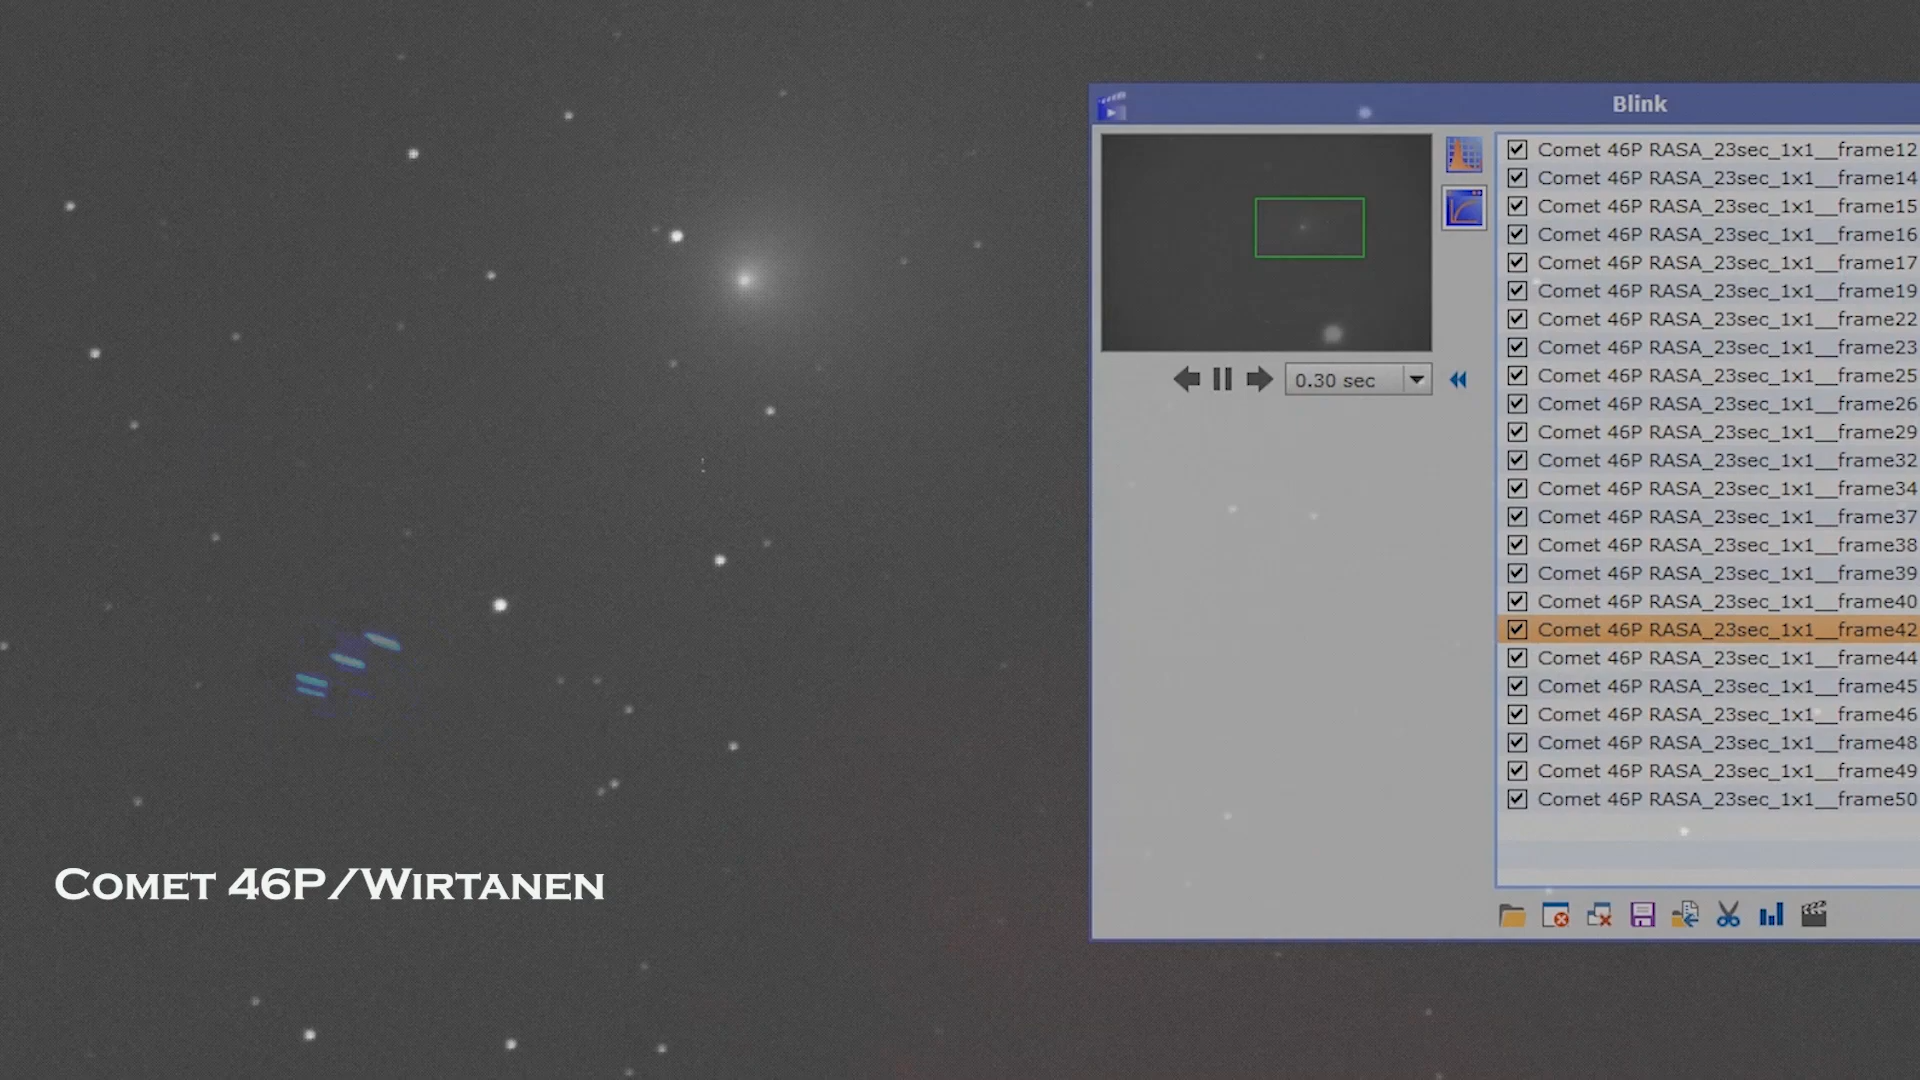 Blink
Comet 46P RASA_23sec_1x1__frame12
Comet 46P RASA_23sec_1x1__frame14
Comet 46P RASA_23sec_1x1__frame15
Comet 46P RASA_23sec_1x1__frame16
Comet 46P RASA_23sec_1x1__frame17
Comet 46P RASA_23sec_1x1__frame19
Comet 46P RASA_23sec_1x1__frame22
Comet 46P RASA_23sec_1x1__frame23
Comet 46P RASA_23sec_1x1__frame25
Comet 46P RASA_23sec_1x1__frame26
Comet 46P RASA_23sec_1x1__frame29
Comet 46P RASA_23sec_1x1__frame32
Comet 46P RASA_23sec_1x1__frame34
Comet 46P RASA_23sec_1x1__frame37
Comet 46P RASA_23sec_1x1__frame38
Comet 46P RASA_23sec_1x1__frame39
Comet 46P RASA_23sec_1x1__frame40
Comet 46P RASA_23sec_1x1__frame42
Comet 46P RASA_23sec_1x1__frame44
Comet 46P RASA_23sec_1x1__frame45
Comet 46P RASA_23sec_1x1__frame46
Comet 46P RASA_23sec_1x1__frame48
Comet 46P RASA_23sec_1x1__frame49
Comet 46P RASA_23sec_1x1__frame50
0.30 sec
Comet 46P/Wirtanen